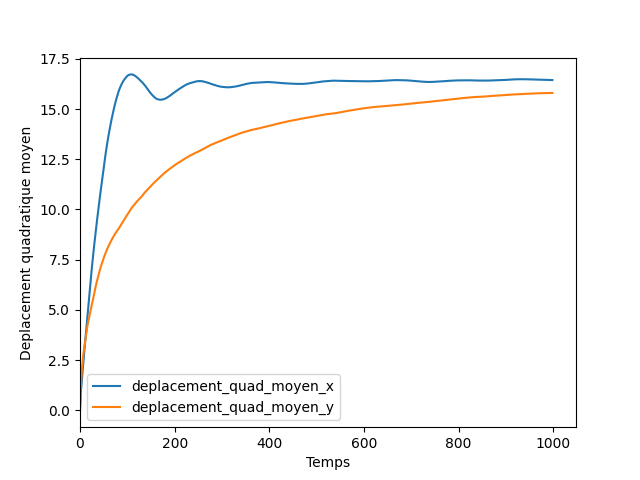 17.5
15.0
12.5
10.0
7.5
5.0
2.5
0.0
Deplacement quadratique moyen
deplacement_quad_moyen_x
deplacement_quad_moyen_y
0 200 400 600 800 1000
Temps